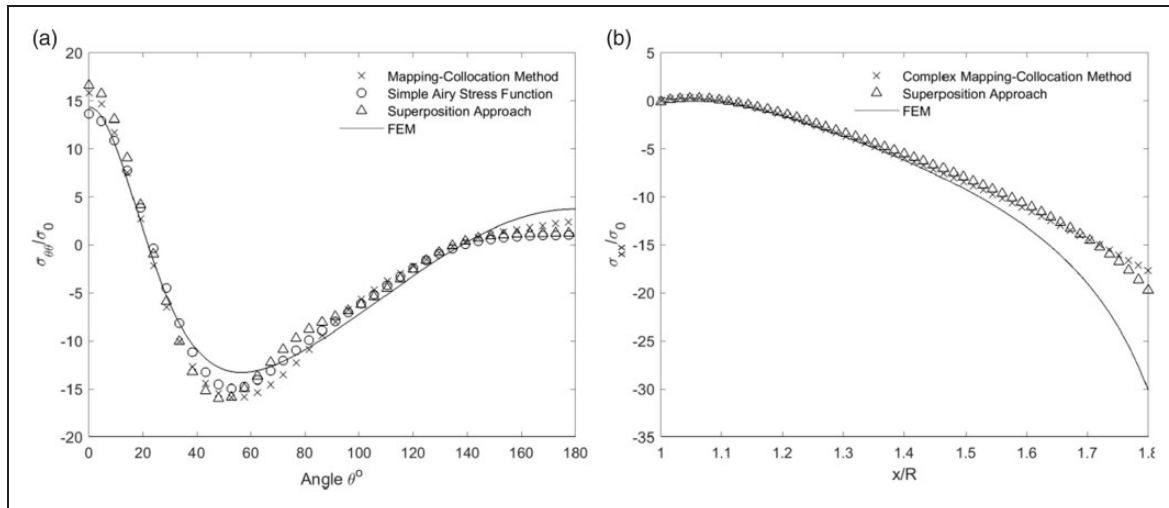 (a)
20
15
10
5
0
-5
-10
-15
-20
σθθ/σ0
0 20 40 60 80 100 120 140 160 180
Angle θº
Mapping-Collocation Method
Simple Airy Stress Function
Superposition Approach
FEM
(b)
5
0
-5
-10
-15
-20
-25
-30
-35
σxx/σ0
1 1.1 1.2 1.3 1.4 1.5 1.6 1.7 1.8
x/R
Complex Mapping-Collocation Method
Superposition Approach
FEM